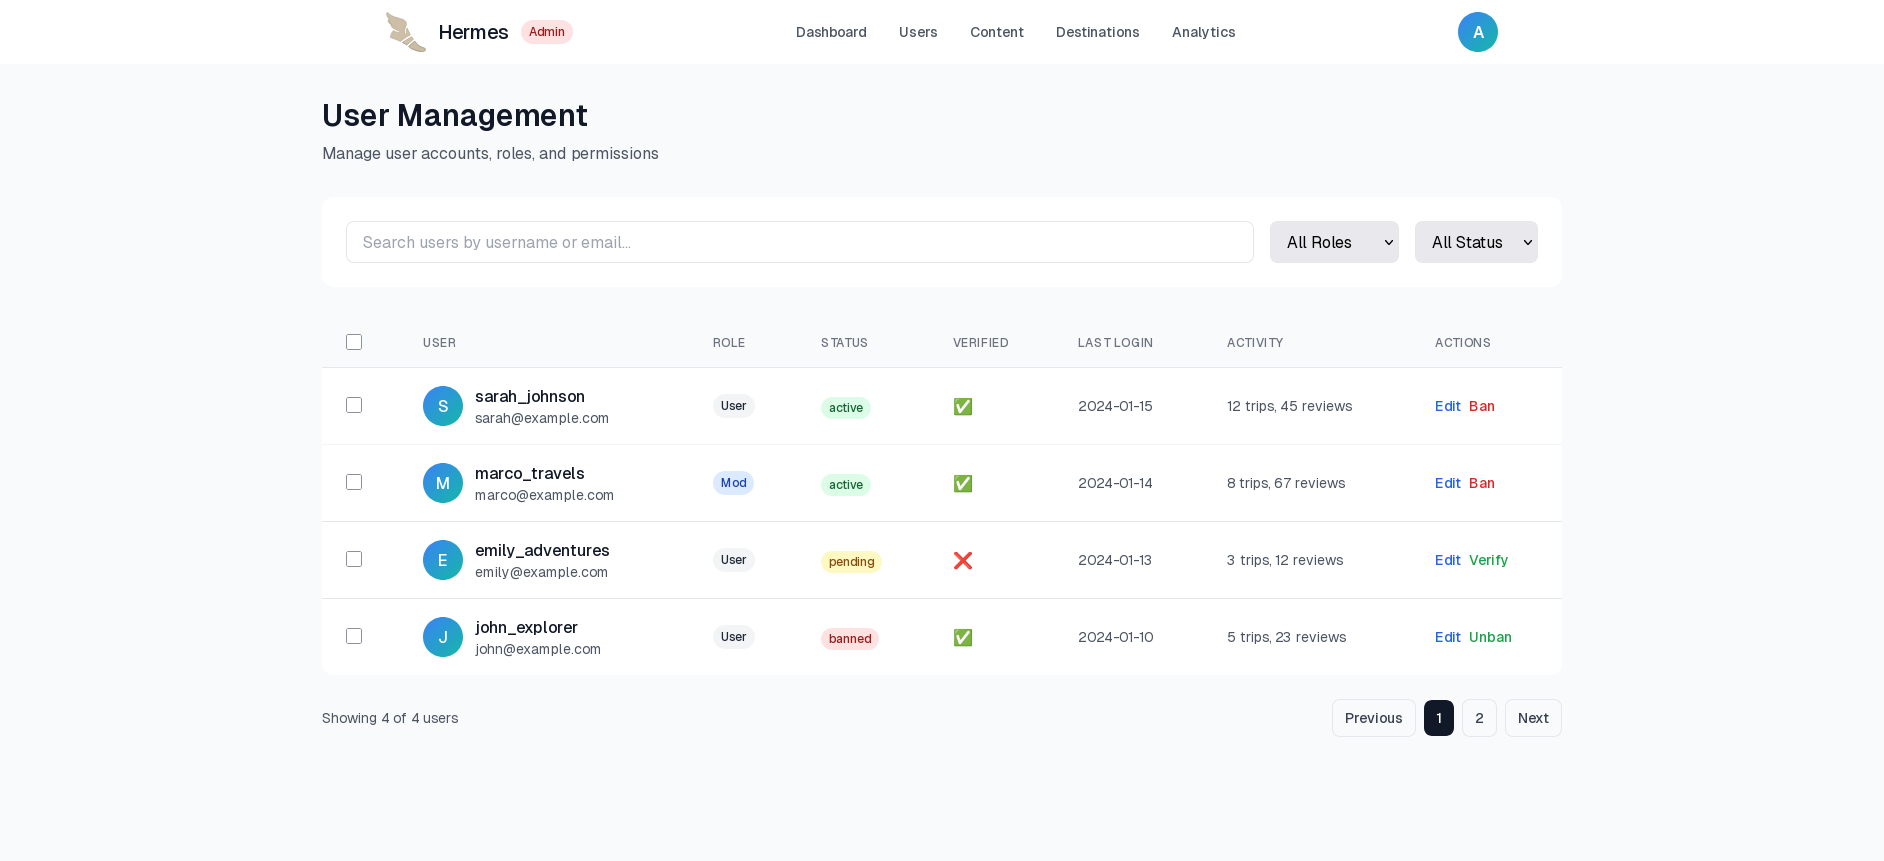 Hermes Admin Dashboard Users Content Destinations Analytics A
User Management
Manage user accounts, roles, and permissions
Search users by username or email... All Roles All Status
USER ROLE STATUS VERIFIED LAST LOGIN ACTIVITY ACTIONS
S sarah_johnson User active ✅ 2024-01-15 12 trips, 45 reviews Edit Ban
sarah@example.com
M marco_travels Mod active ✅ 2024-01-14 8 trips, 67 reviews Edit Ban
marco@example.com
E emily_adventures User pending ❌ 2024-01-13 3 trips, 12 reviews Edit Verify
emily@example.com
J john_explorer User banned ✅ 2024-01-10 5 trips, 23 reviews Edit Unban
john@example.com
Showing 4 of 4 users Previous 1 2 Next